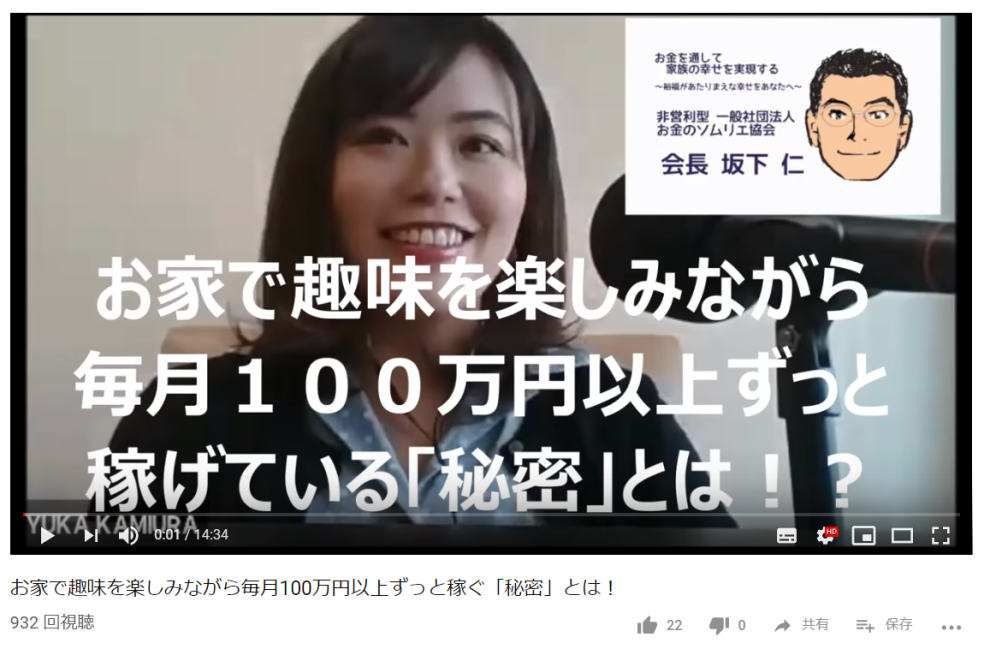 お金を通して
家族の幸せを実現する
～裕福があたりまえな幸せをあなたへ～
非営利型 一般社団法人
お金のソムリエ協会
会長 坂下 仁
お家で趣味を楽しみながら
毎月１００万円以上ずっと
稼げている「秘密」とは！？
YUKA KAMIURA
0:01 / 14:34
HD
お家で趣味を楽しみながら毎月100万円以上ずっと稼ぐ「秘密」とは！
932 回視聴
22
0
共有
保存